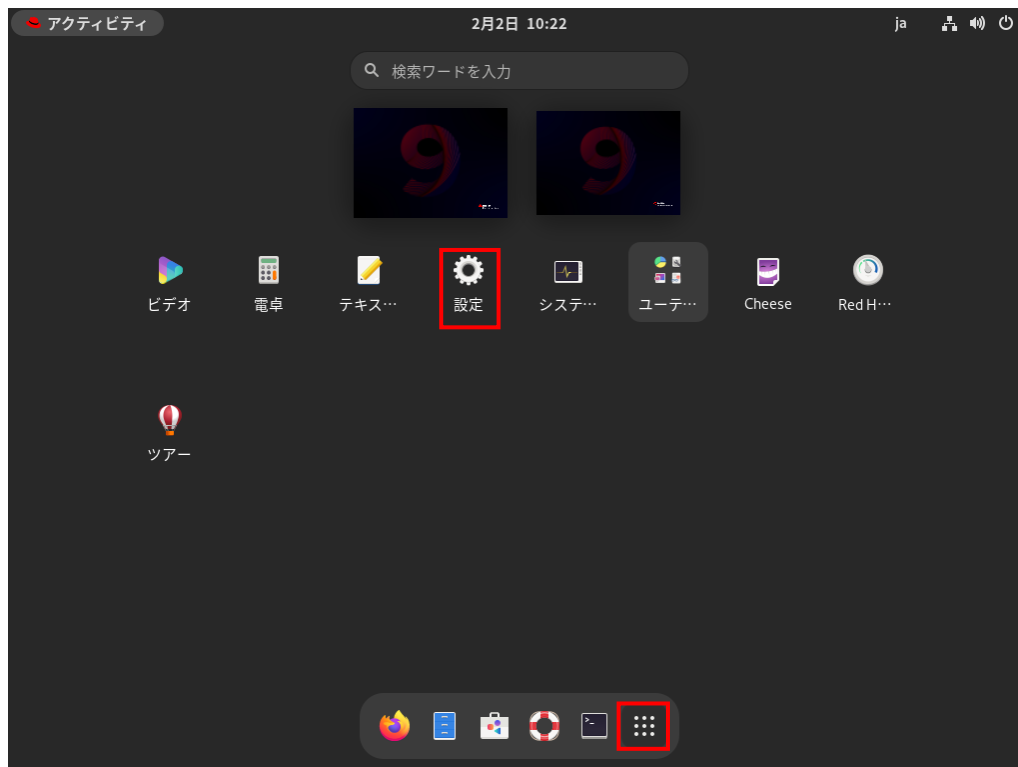 アクティビティ
2月2日 10:22
ja
検索ワードを入力
9
9
ビデオ
電卓
テキス…
設定
システ…
ユーテ…
Cheese
Red H…
ツアー